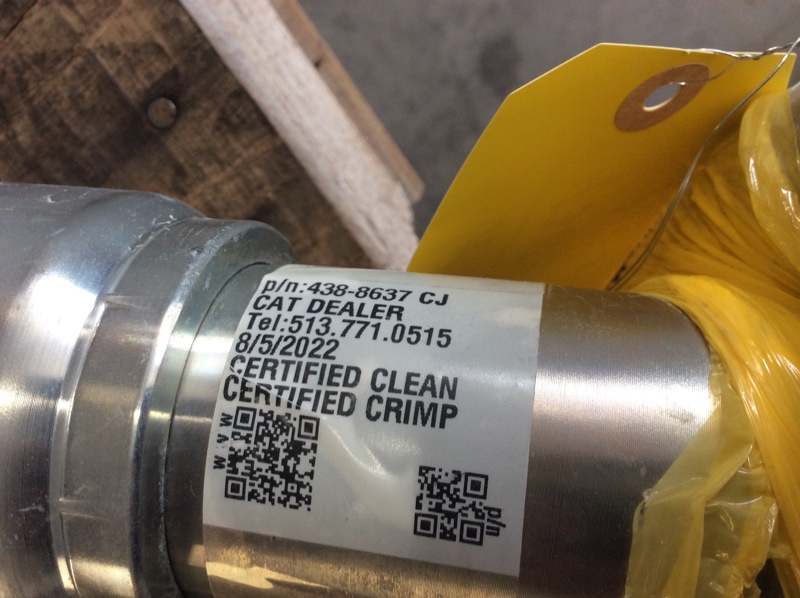 p/n:438-8637 CJ
CAT DEALER
Tel:513.771.0515
8/5/2022
CERTIFIED CLEAN
CERTIFIED CRIMP
w v w
p/n